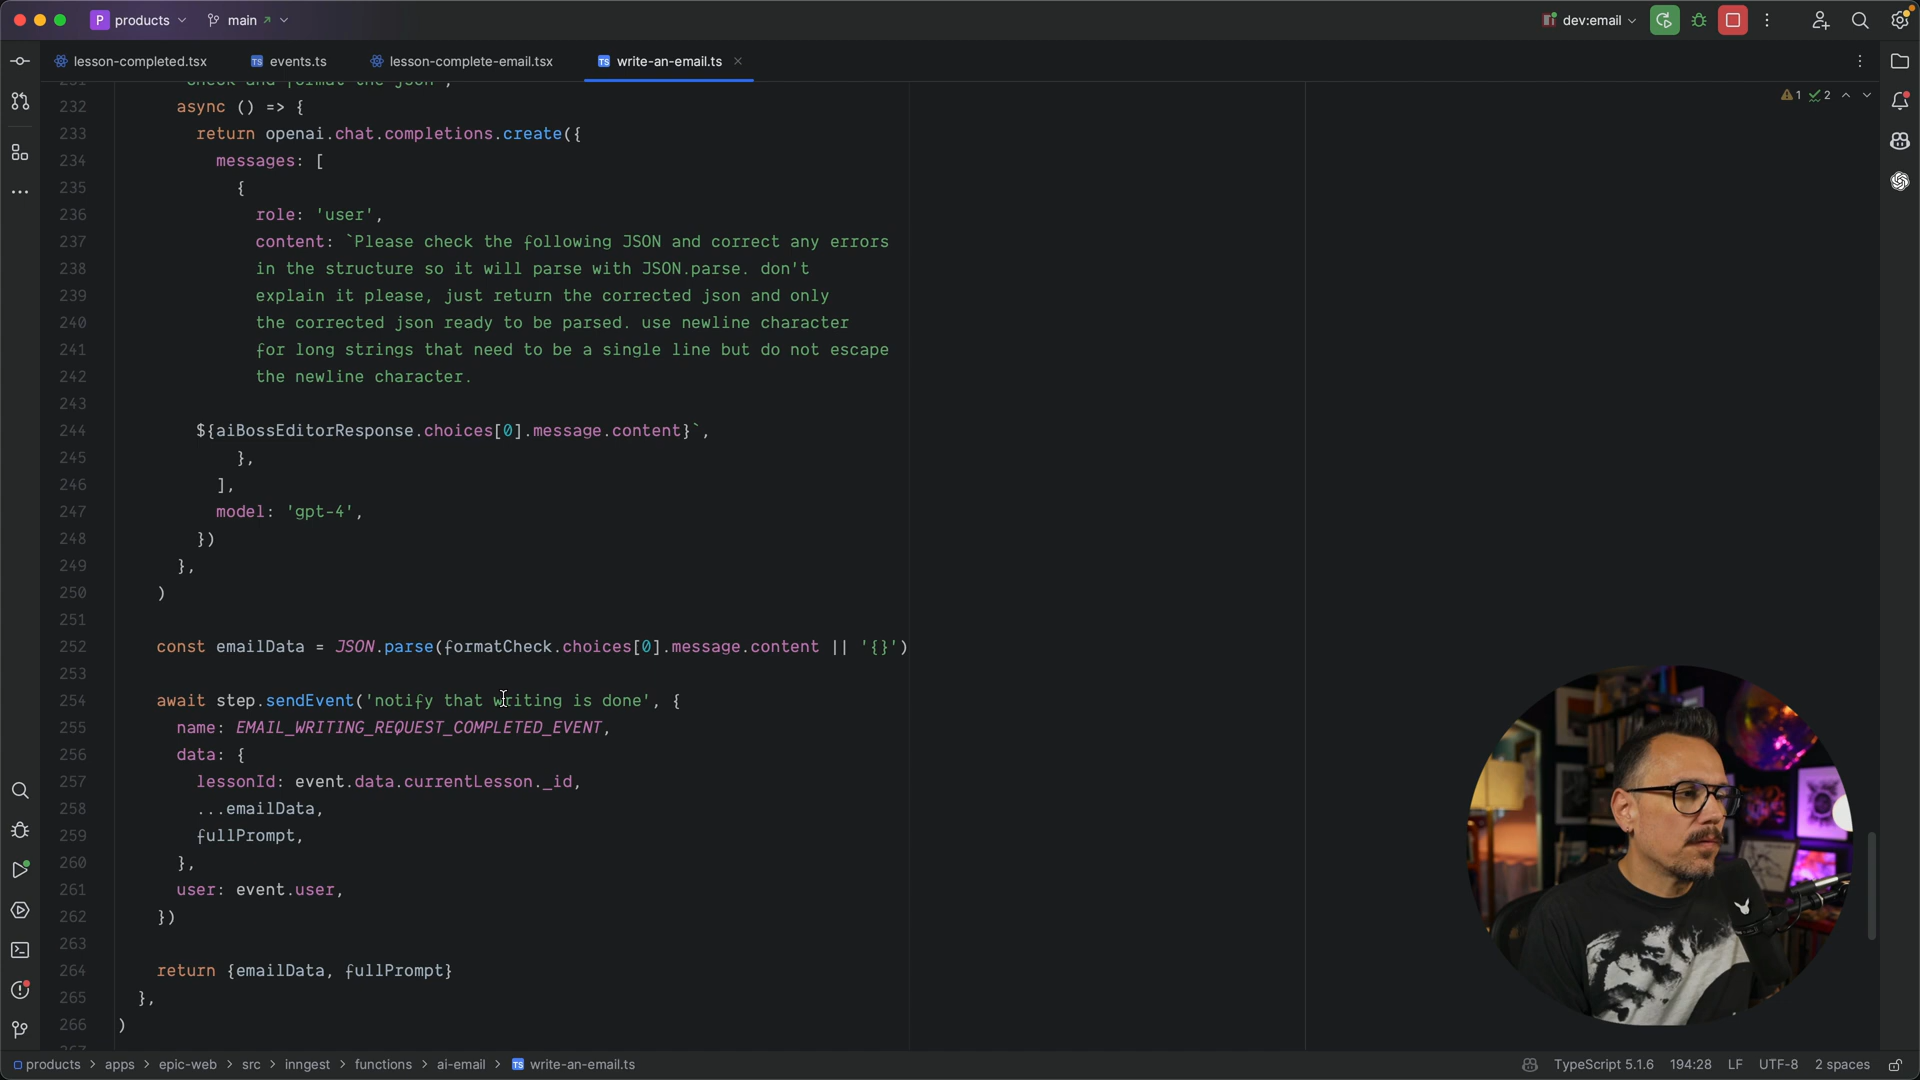 P products main dev:email
lesson-completed.tsx events.ts lesson-complete-email.tsx write-an-email.ts
1 2
232 async () => {
233 return openai.chat.completions.create({
234 messages: [
235 {
236 role: 'user',
237 content: `Please check the following JSON and correct any errors
238 in the structure so it will parse with JSON.parse. don't
239 explain it please, just return the corrected json and only
240 the corrected json ready to be parsed. use newline character
241 for long strings that need to be a single line but do not escape
242 the newline character.
243
244 ${aiBossEditorResponse.choices[0].message.content}`,
245 },
246 ],
247 model: 'gpt-4',
248 })
249 },
250 )
251
252 const emailData = JSON.parse(formatCheck.choices[0].message.content || '{}')
253
254 await step.sendEvent('notify that writing is done', {
255 name: EMAIL_WRITING_REQUEST_COMPLETED_EVENT,
256 data: {
257 lessonId: event.data.currentLesson._id,
258 ...emailData,
259 fullPrompt,
260 },
261 user: event.user,
262 })
263
264 return {emailData, fullPrompt}
265 },
266 )
products > apps > epic-web > src > inngest > functions > ai-email > TS write-an-email.ts TypeScript 5.1.6 194:28 LF UTF-8 2 spaces